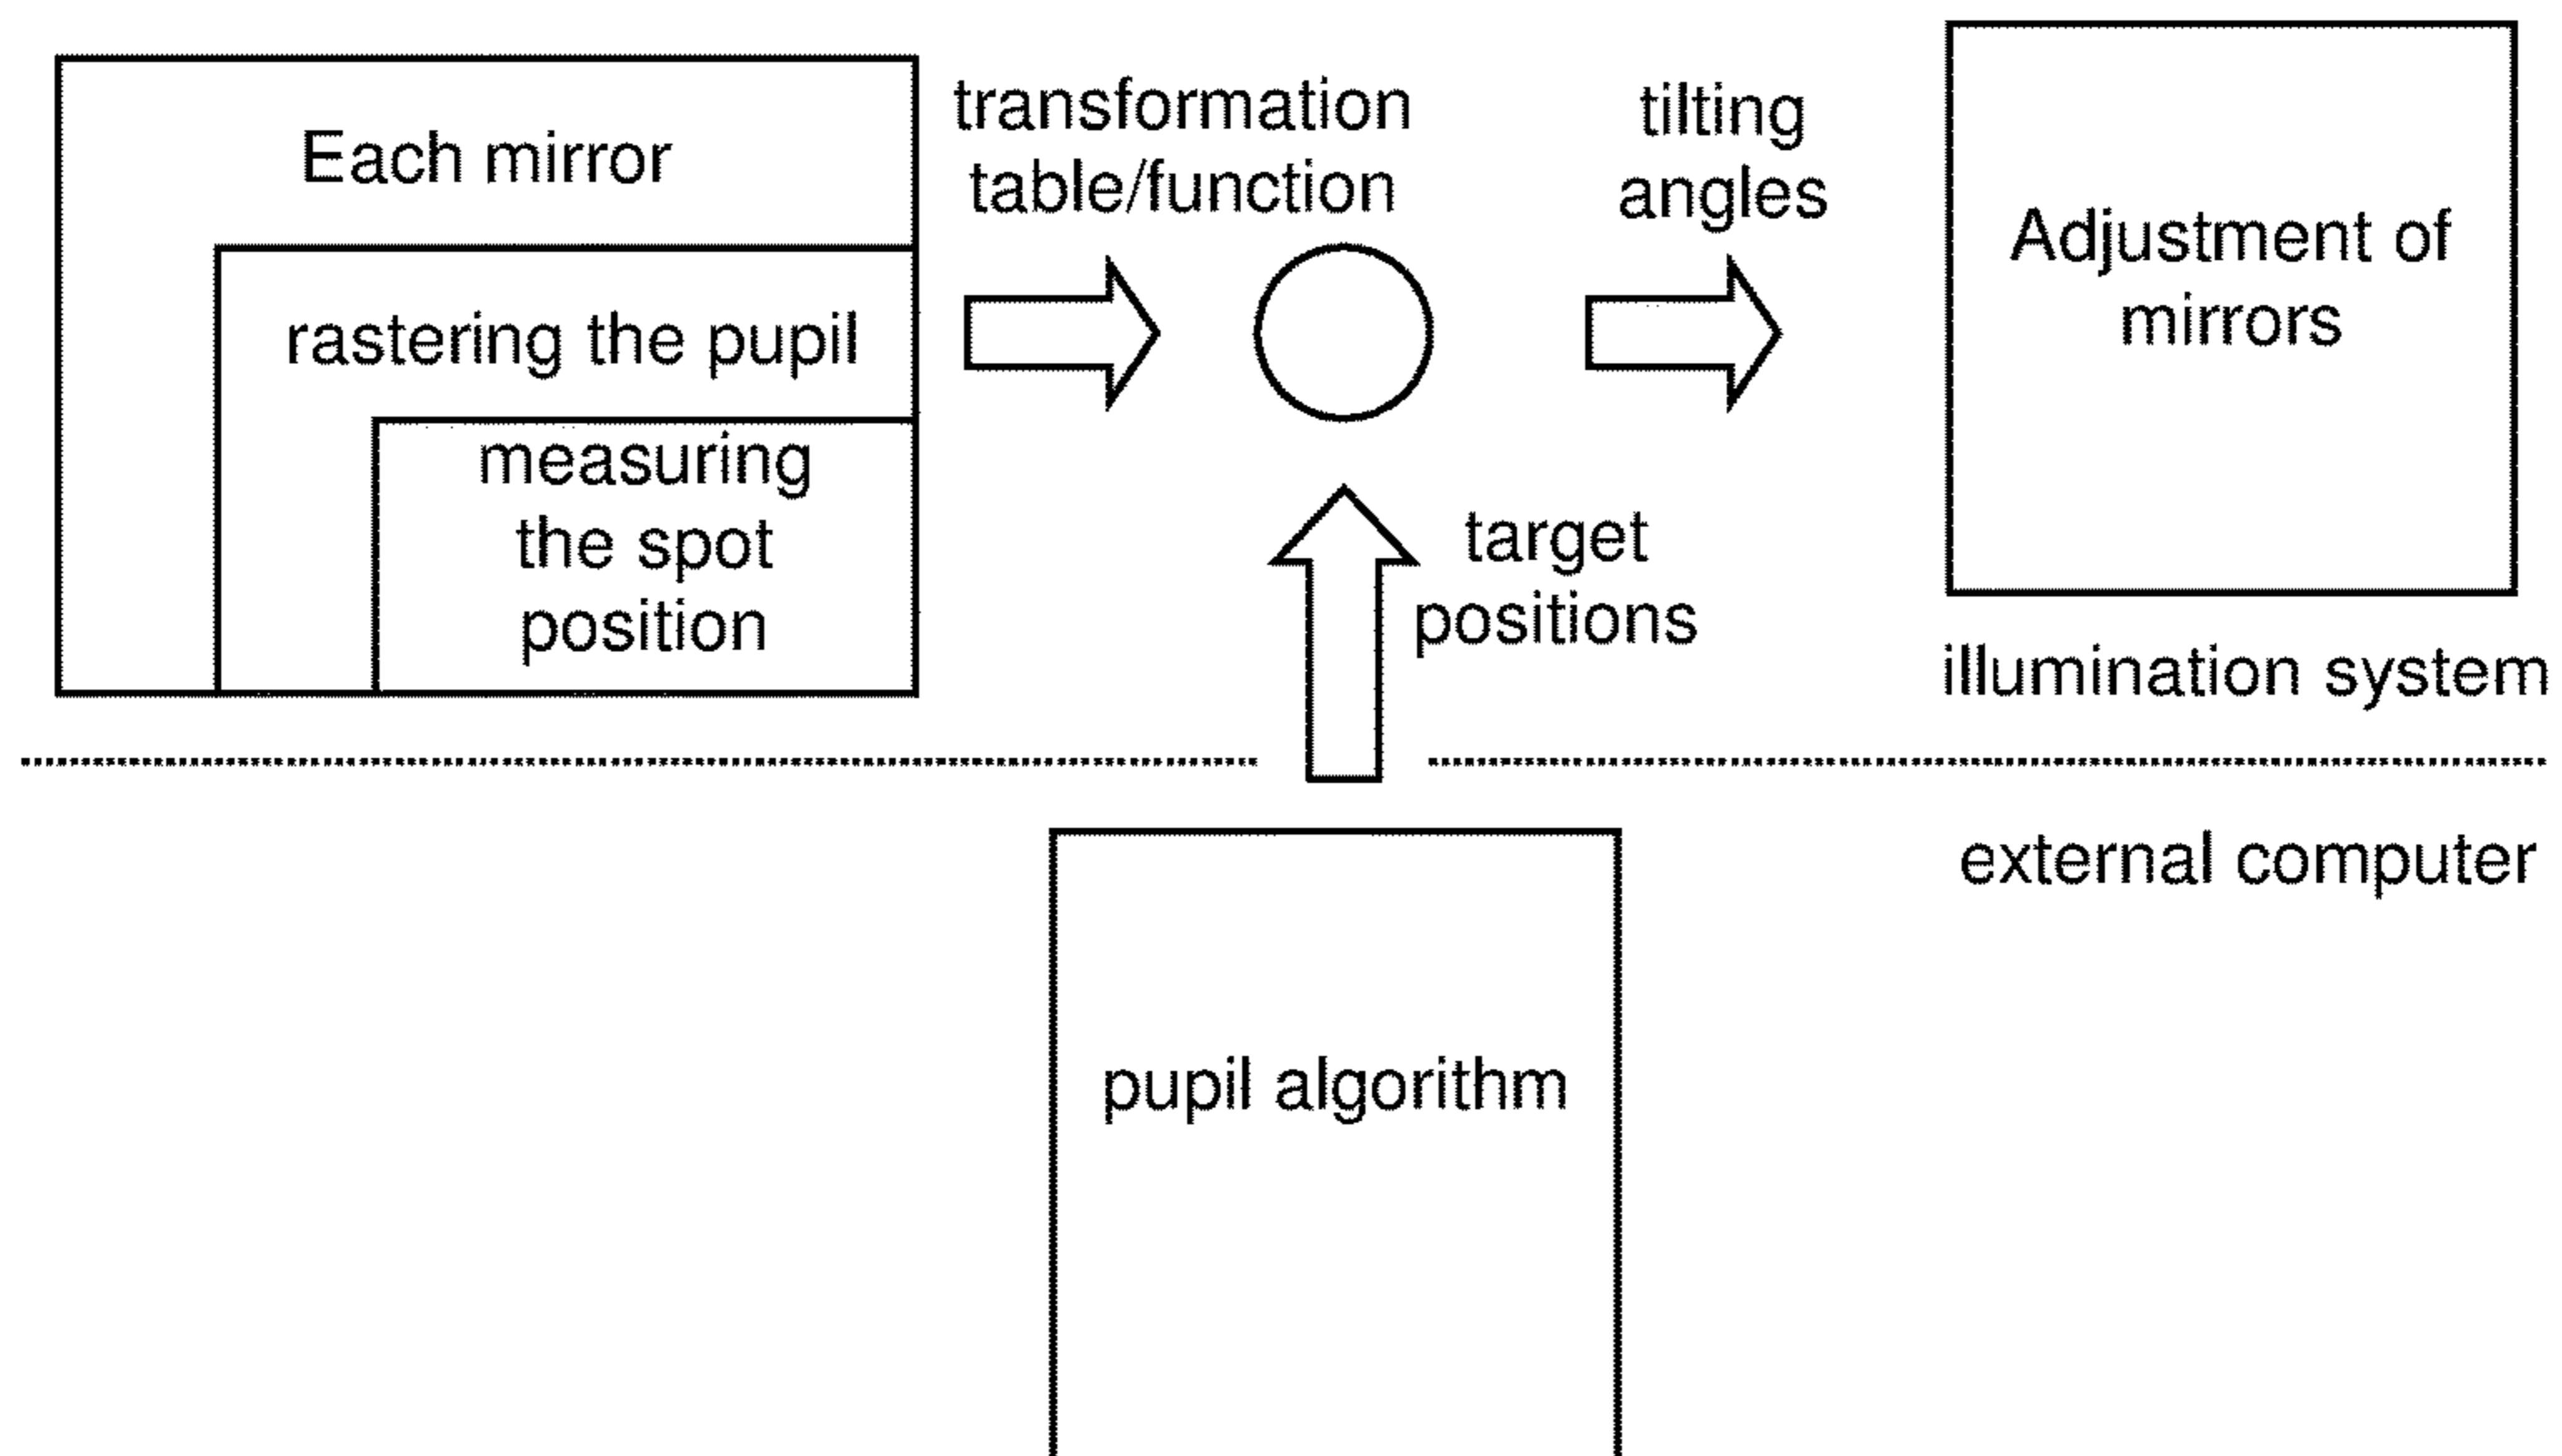 Each mirror
rastering the pupil
measuring
the spot
position
transformation
table/function
tilting
angles
target
positions
Adjustment of
mirrors
illumination system
external computer
pupil algorithm